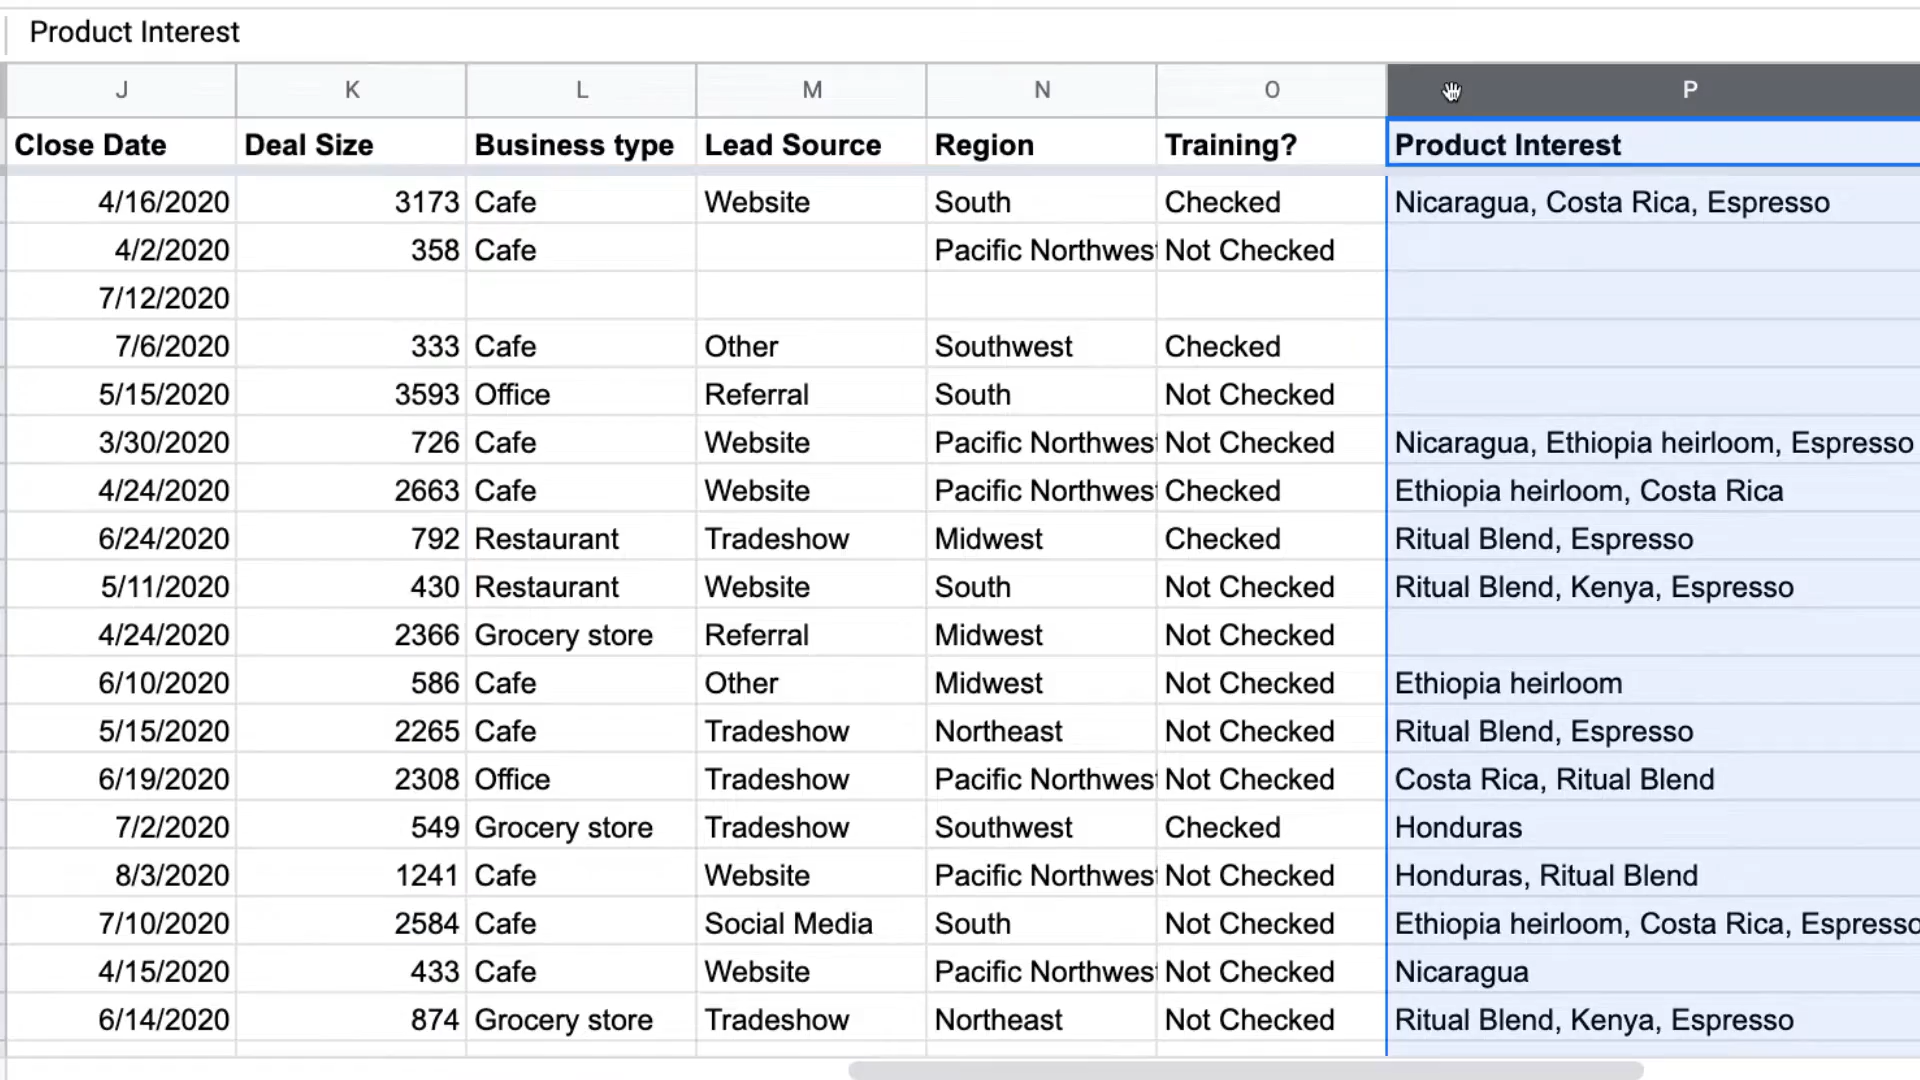 Product Interest
J K L M N O P
Close Date Deal Size Business type Lead Source Region Training? Product Interest
4/16/2020 3173 Cafe Website South Checked Nicaragua, Costa Rica, Espresso
4/2/2020 358 Cafe Pacific Northwest Not Checked
7/12/2020
7/6/2020 333 Cafe Other Southwest Checked
5/15/2020 3593 Office Referral South Not Checked
3/30/2020 726 Cafe Website Pacific Northwest Not Checked Nicaragua, Ethiopia heirloom, Espresso
4/24/2020 2663 Cafe Website Pacific Northwest Checked Ethiopia heirloom, Costa Rica
6/24/2020 792 Restaurant Tradeshow Midwest Checked Ritual Blend, Espresso
5/11/2020 430 Restaurant Website South Not Checked Ritual Blend, Kenya, Espresso
4/24/2020 2366 Grocery store Referral Midwest Not Checked
6/10/2020 586 Cafe Other Midwest Not Checked Ethiopia heirloom
5/15/2020 2265 Cafe Tradeshow Northeast Not Checked Ritual Blend, Espresso
6/19/2020 2308 Office Tradeshow Pacific Northwest Not Checked Costa Rica, Ritual Blend
7/2/2020 549 Grocery store Tradeshow Southwest Checked Honduras
8/3/2020 1241 Cafe Website Pacific Northwest Not Checked Honduras, Ritual Blend
7/10/2020 2584 Cafe Social Media South Not Checked Ethiopia heirloom, Costa Rica, Espresso
4/15/2020 433 Cafe Website Pacific Northwest Not Checked Nicaragua
6/14/2020 874 Grocery store Tradeshow Northeast Not Checked Ritual Blend, Kenya, Espresso